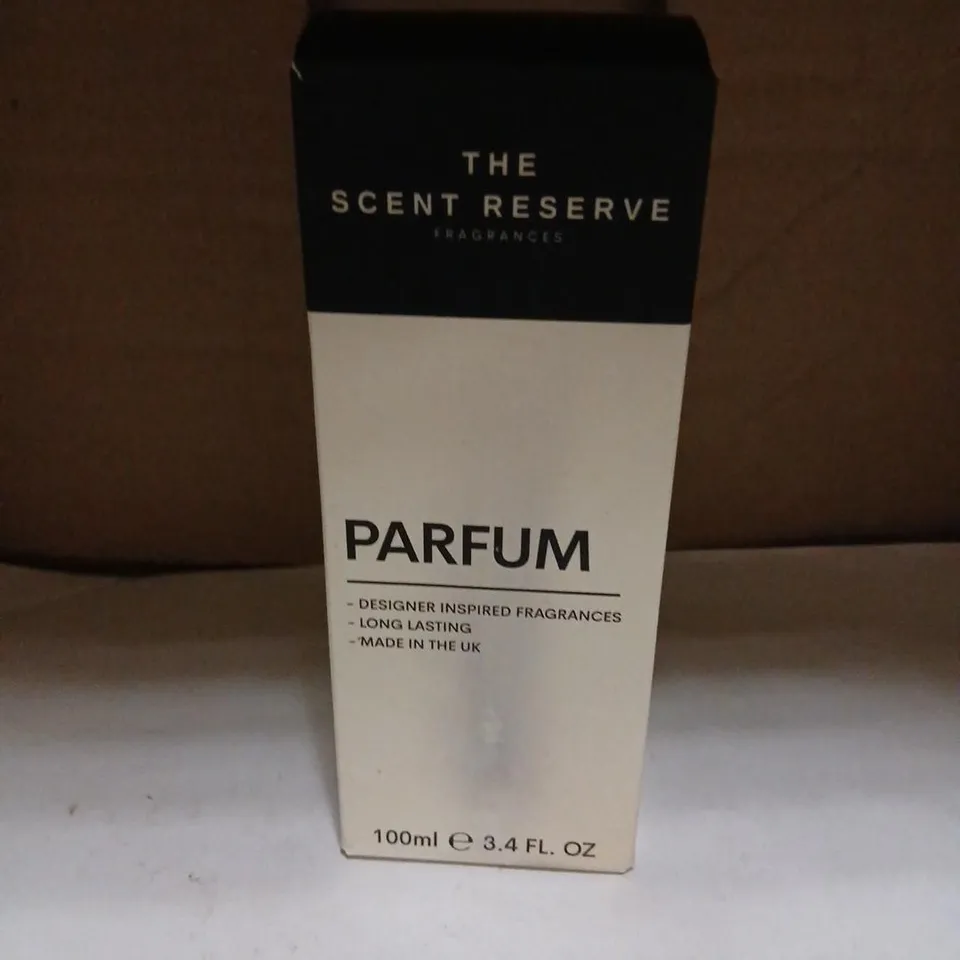 THE
SCENT RESERVE
FRAGRANCES
PARFUM
- DESIGNER INSPIRED FRAGRANCES
- LONG LASTING
- MADE IN THE UK
100ml ℮ 3.4 FL. OZ